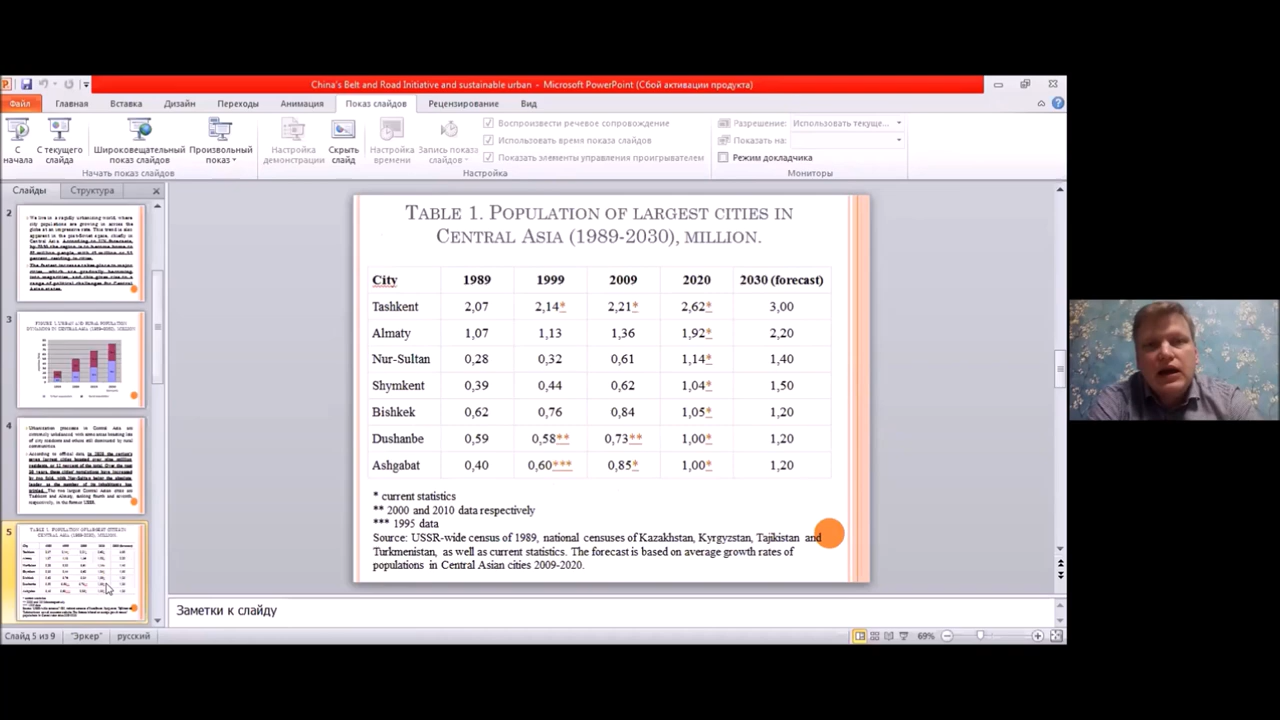 China's Belt and Road Initiative and sustainable urban – Microsoft PowerPoint (Сбой активации продукта)
Файл Главная Вставка Дизайн Переходы Анимация Показ слайдов Рецензирование Вид
С начала
С текущего слайда
Широковещательный показ слайдов
Произвольный показ
Начать показ слайдов
Настройка демонстрации
Скрыть слайд
Настройка времени
Запись показа слайдов
Воспроизвести речевое сопровождение
Использовать время показа слайдов
Показать элементы управления проигрывателем
Настройка
Разрешение: Использовать текуще...
Показать на:
Режим докладчика
Мониторы
Слайды Структура
2
3
4
5
TABLE 1. POPULATION OF LARGEST CITIES IN
CENTRAL ASIA (1989-2030), MILLION.
City 1989 1999 2009 2020 2030 (forecast)
Tashkent 2,07 2,14* 2,21* 2,62* 3,00
Almaty 1,07 1,13 1,36 1,92* 2,20
Nur-Sultan 0,28 0,32 0,61 1,14* 1,40
Shymkent 0,39 0,44 0,62 1,04* 1,50
Bishkek 0,62 0,76 0,84 1,05* 1,20
Dushanbe 0,59 0,58** 0,73** 1,00* 1,20
Ashgabat 0,40 0,60*** 0,85* 1,00* 1,20
* current statistics
** 2000 and 2010 data respectively
*** 1995 data
Source: USSR-wide census of 1989, national censuses of Kazakhstan, Kyrgyzstan, Tajikistan and
Turkmenistan, as well as current statistics. The forecast is based on average growth rates of
populations in Central Asian cities 2009-2020.
Заметки к слайду
Слайд 5 из 9 "Эркер" русский 69%